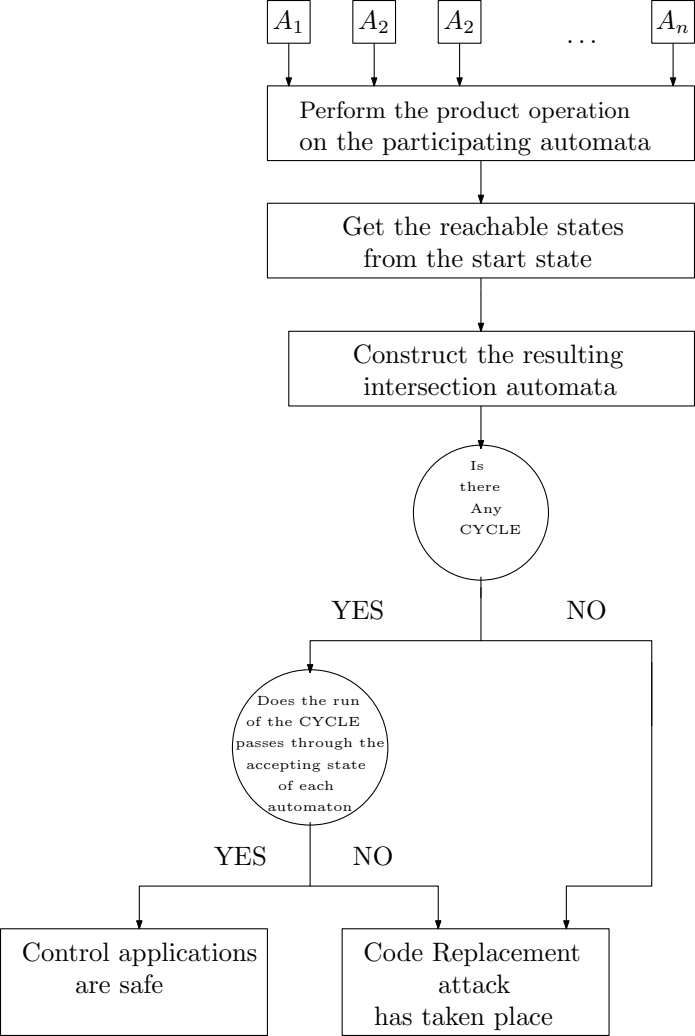 A1 A2 A2 ... An
Perform the product operation
on the participating automata
Get the reachable states
from the start state
Construct the resulting
intersection automata
Is
there
Any
CYCLE
YES NO
Does the run
of the CYCLE
passes through the
accepting state
of each
automaton
YES NO
Control applications
are safe
Code Replacement
attack
has taken place